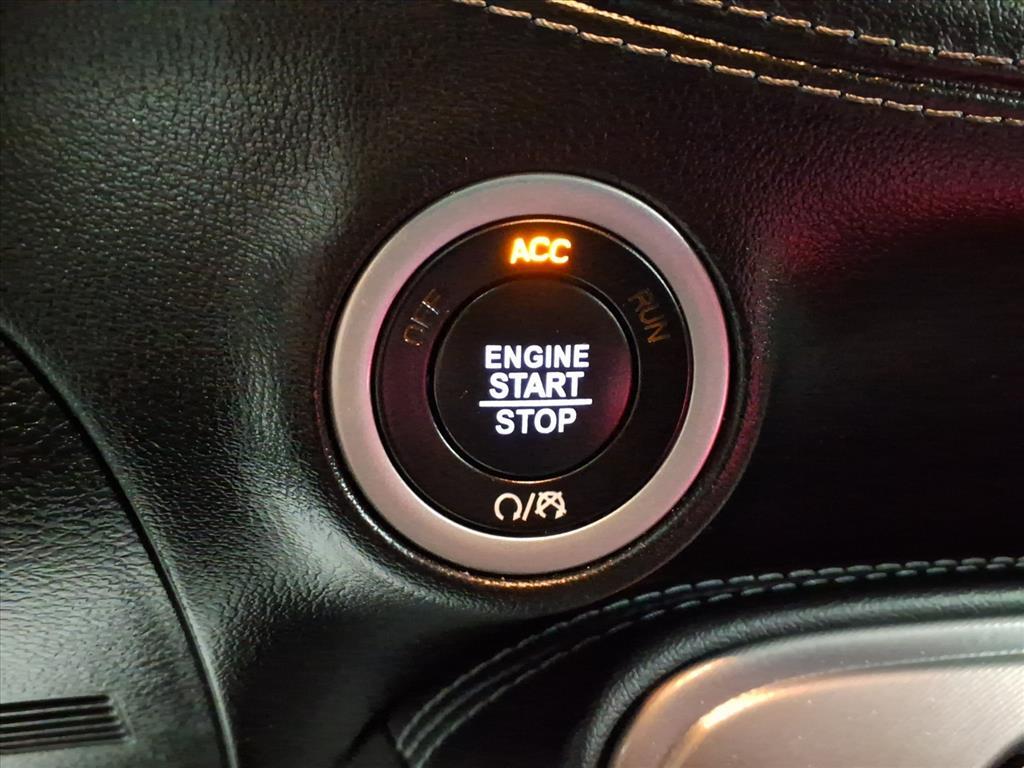 ACC
OFF
RUN
ENGINE
START
STOP